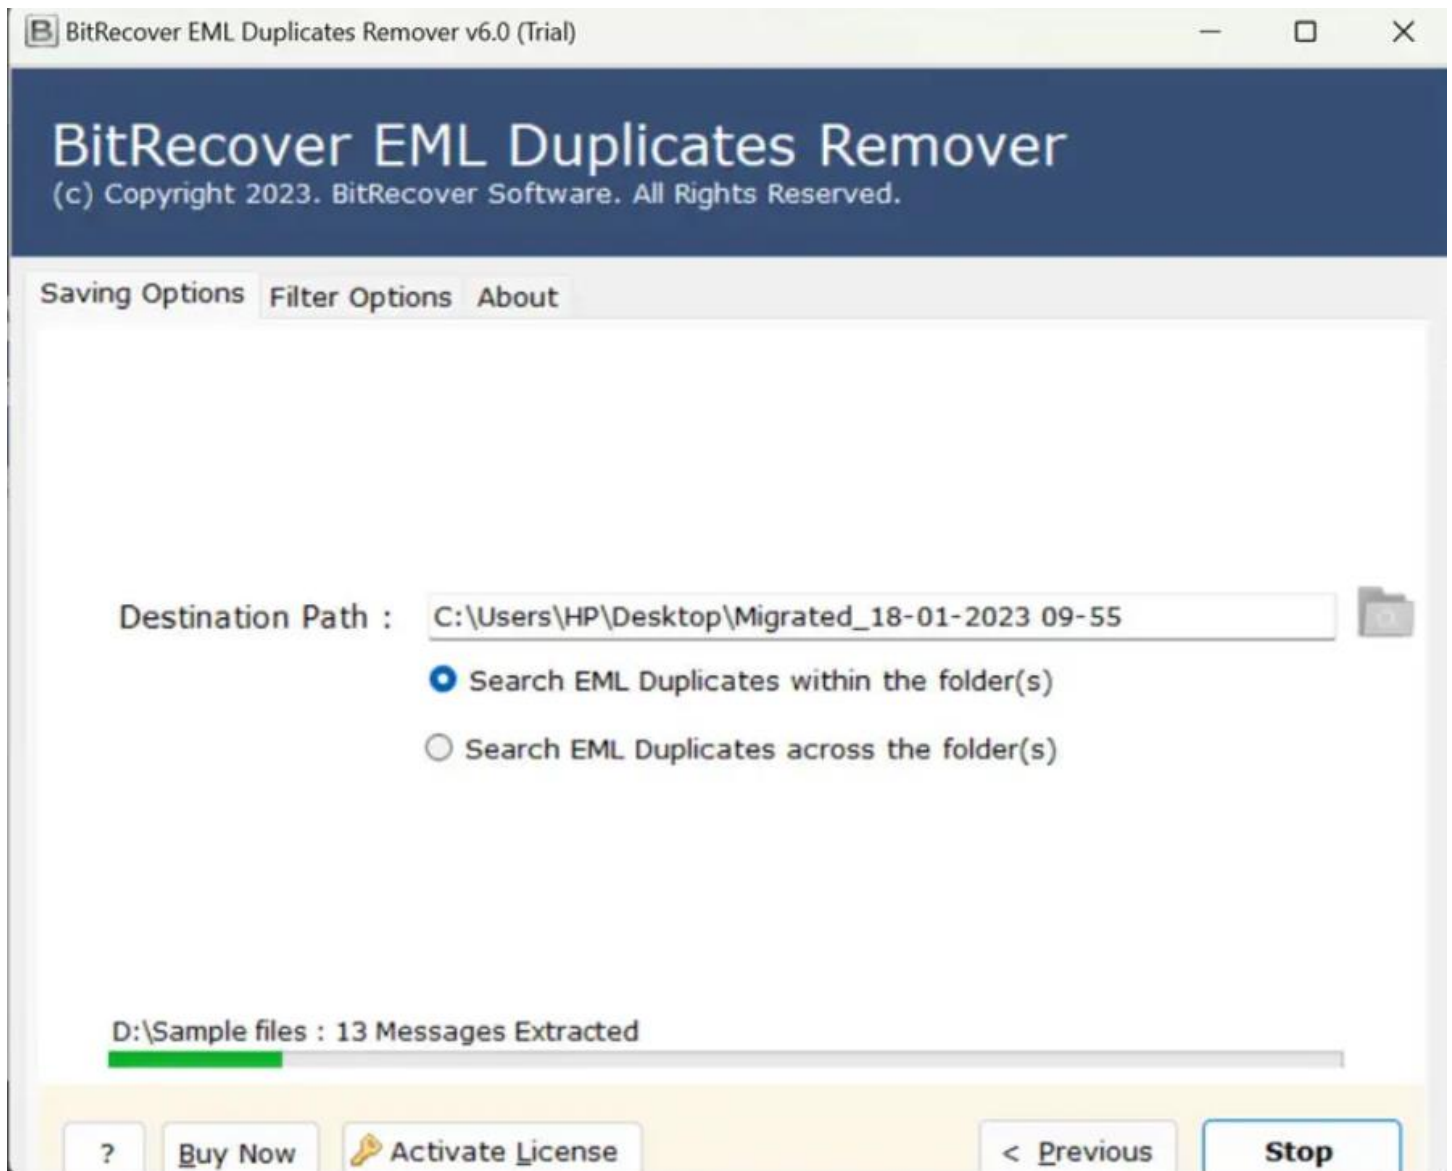 BitRecover EML Duplicates Remover v6.0 (Trial)
BitRecover EML Duplicates Remover
(c) Copyright 2023. BitRecover Software. All Rights Reserved.
Saving Options Filter Options About
Destination Path : C:\Users\HP\Desktop\Migrated_18-01-2023 09-55
Search EML Duplicates within the folder(s)
Search EML Duplicates across the folder(s)
D:\Sample files : 13 Messages Extracted
? Buy Now Activate License < Previous Stop